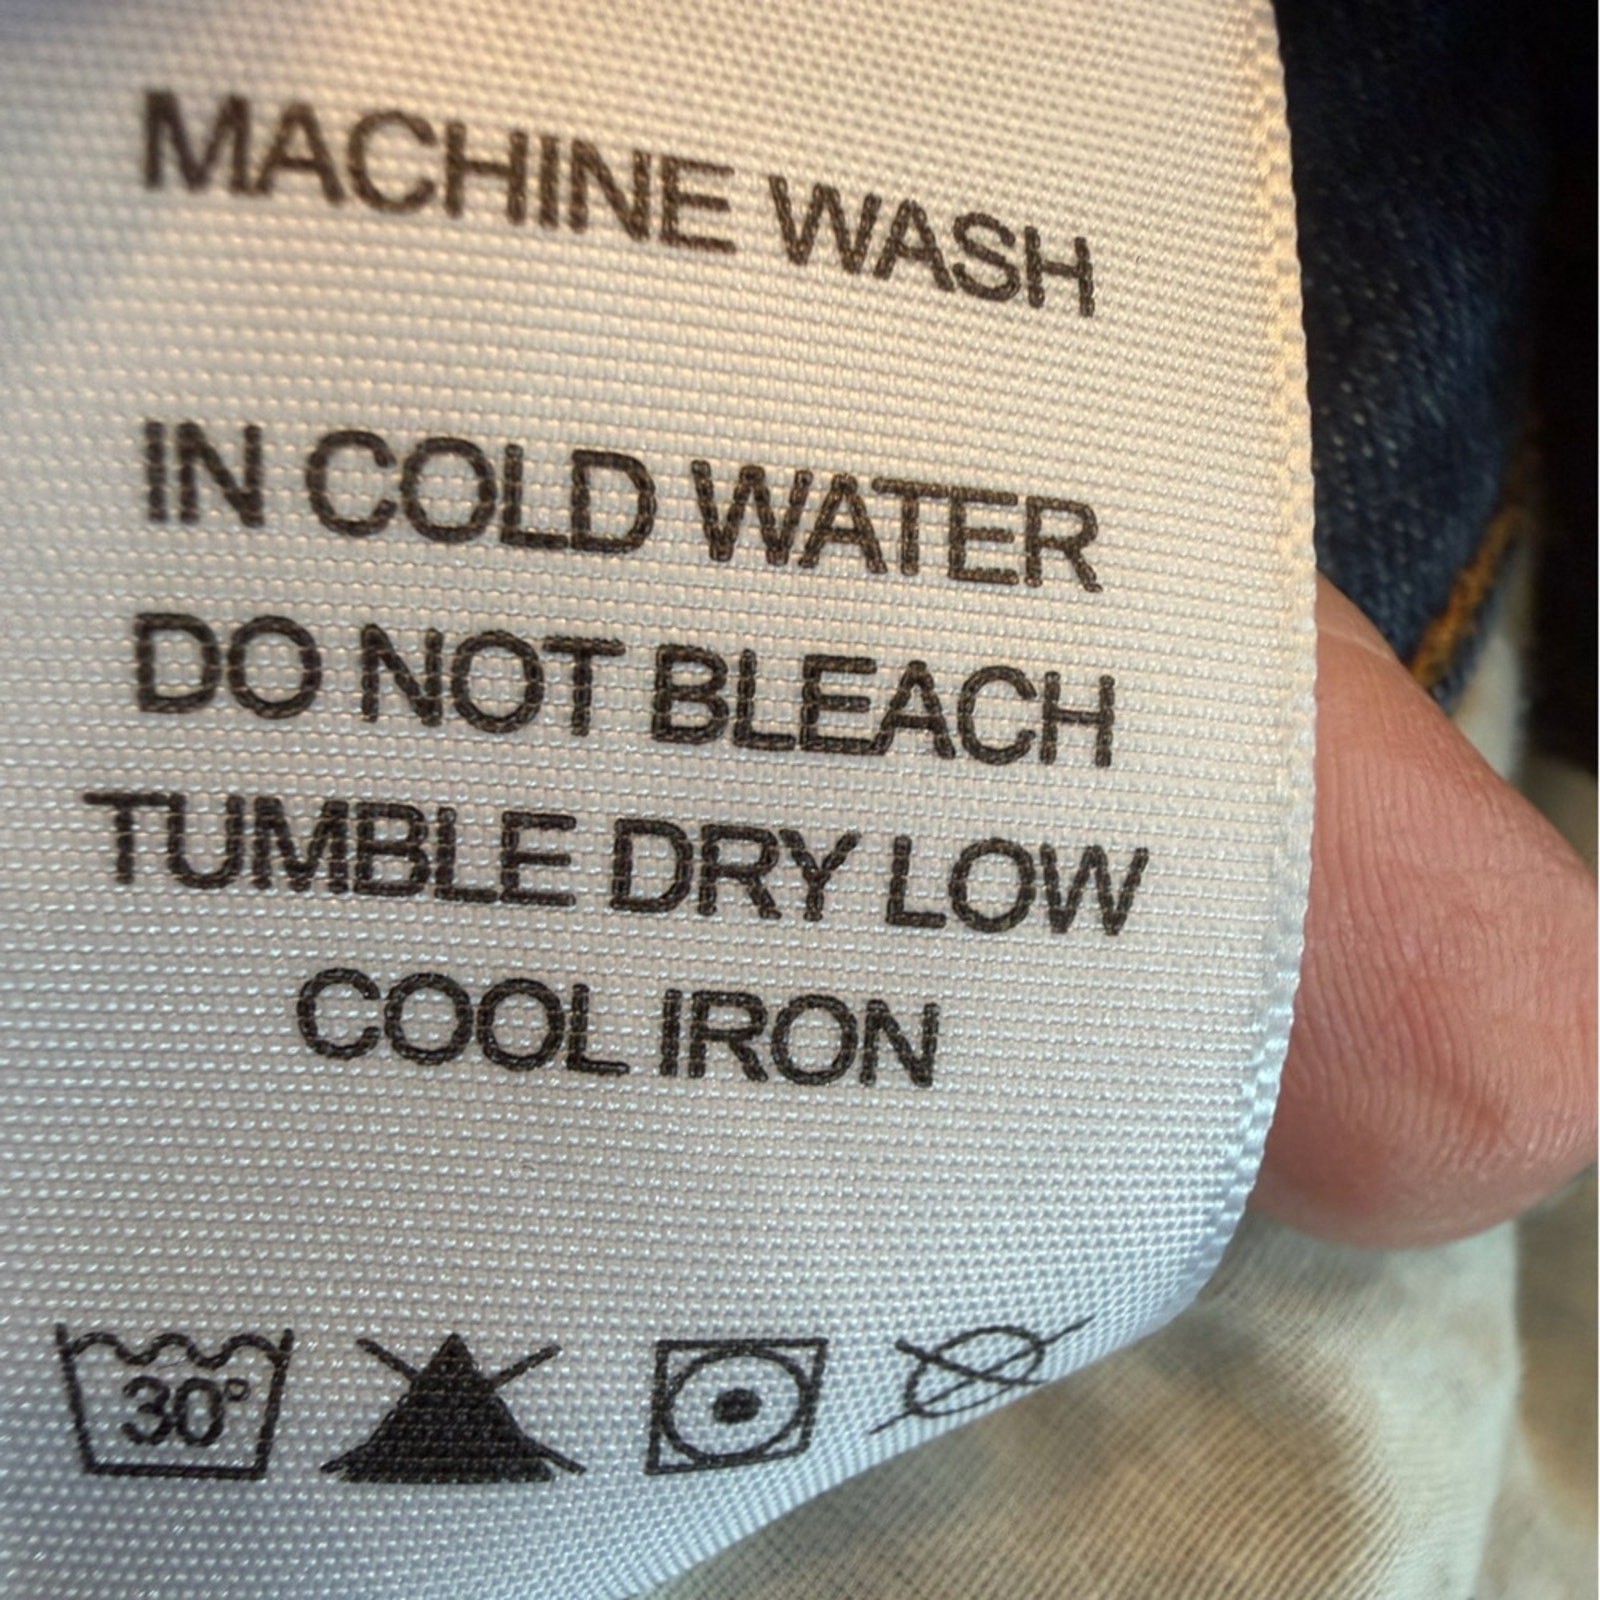 MACHINE WASH
IN COLD WATER
DO NOT BLEACH
TUMBLE DRY LOW
COOL IRON
30°